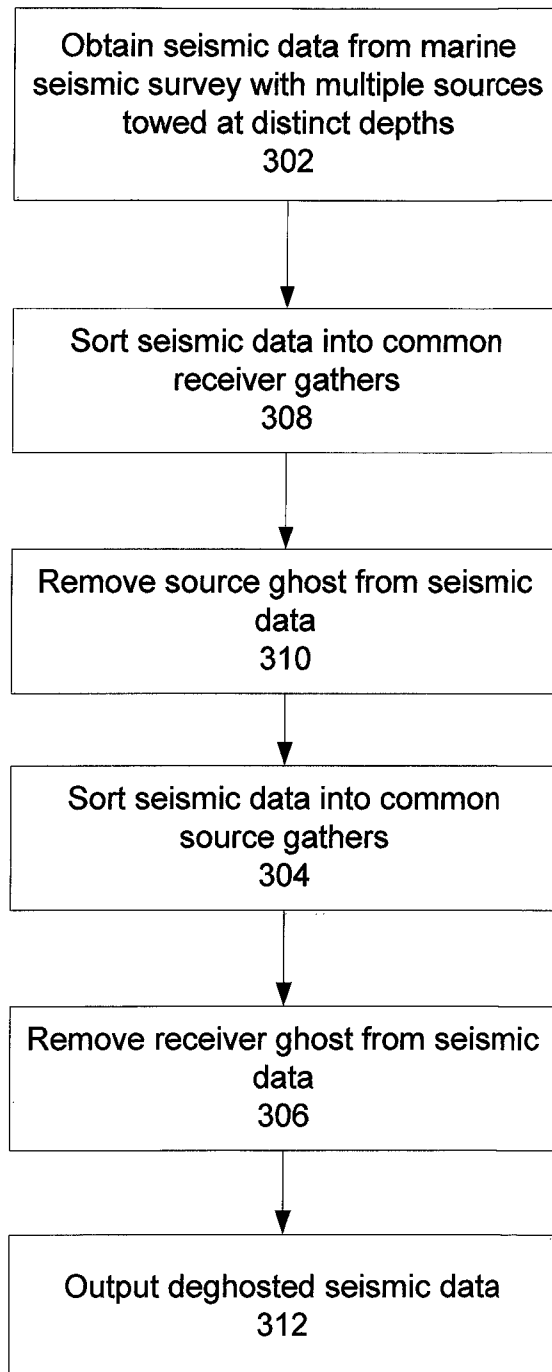 Obtain seismic data from marine
seismic survey with multiple sources
towed at distinct depths
302
Sort seismic data into common
receiver gathers
308
Remove source ghost from seismic
data
310
Sort seismic data into common
source gathers
304
Remove receiver ghost from seismic
data
306
Output deghosted seismic data
312